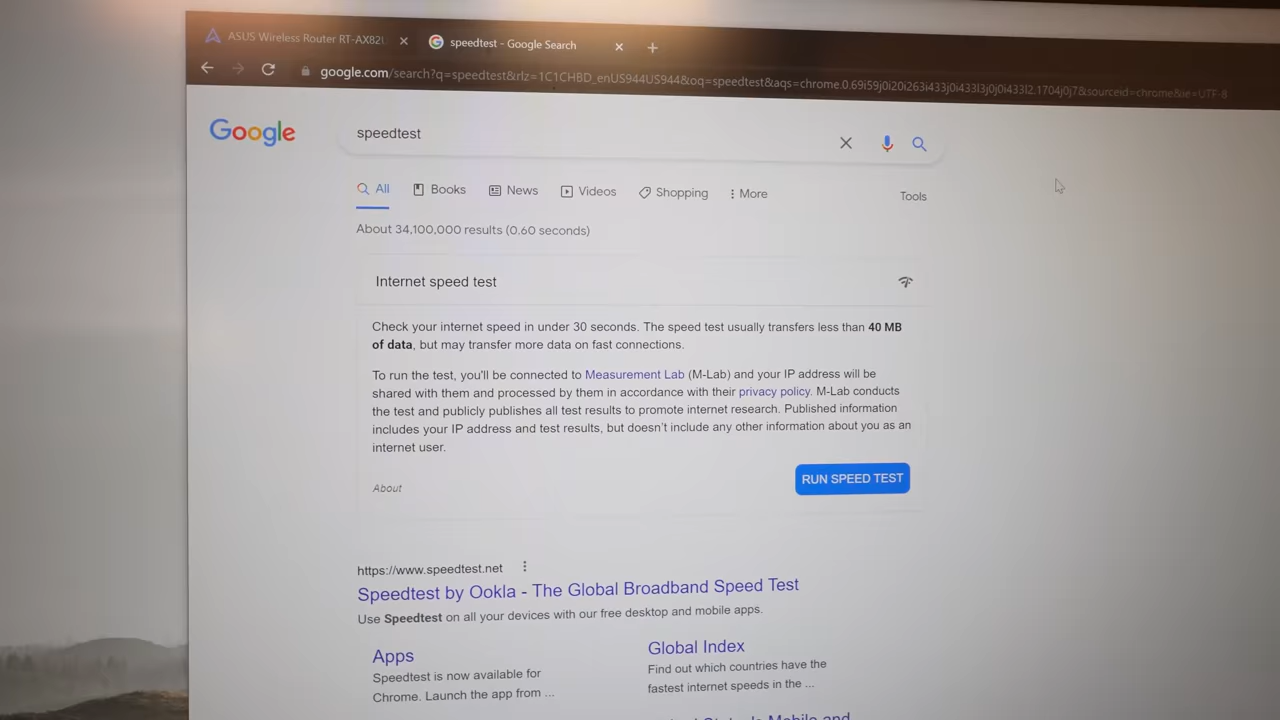 ASUS Wireless Router RT-AX82U
speedtest - Google Search
google.com/search?q=speedtest&rlz=1C1CHBD_enUS944US944&oq=speedtest&aqs=chrome.0.69i59j0i20i263i433j0i433l3j0j0i433l2.1704j0j7&sourceid=chrome&ie=UTF-8
Google
speedtest
All Books News Videos Shopping More Tools
About 34,100,000 results (0.60 seconds)
Internet speed test
Check your internet speed in under 30 seconds. The speed test usually transfers less than 40 MB
of data, but may transfer more data on fast connections.
To run the test, you'll be connected to Measurement Lab (M-Lab) and your IP address will be
shared with them and processed by them in accordance with their privacy policy. M-Lab conducts
the test and publicly publishes all test results to promote internet research. Published information
includes your IP address and test results, but doesn't include any other information about you as an
internet user.
About
RUN SPEED TEST
https://www.speedtest.net
Speedtest by Ookla - The Global Broadband Speed Test
Use Speedtest on all your devices with our free desktop and mobile apps.
Apps
Speedtest is now available for
Chrome. Launch the app from ...
Global Index
Find out which countries have the
fastest internet speeds in the ...
Mobile and